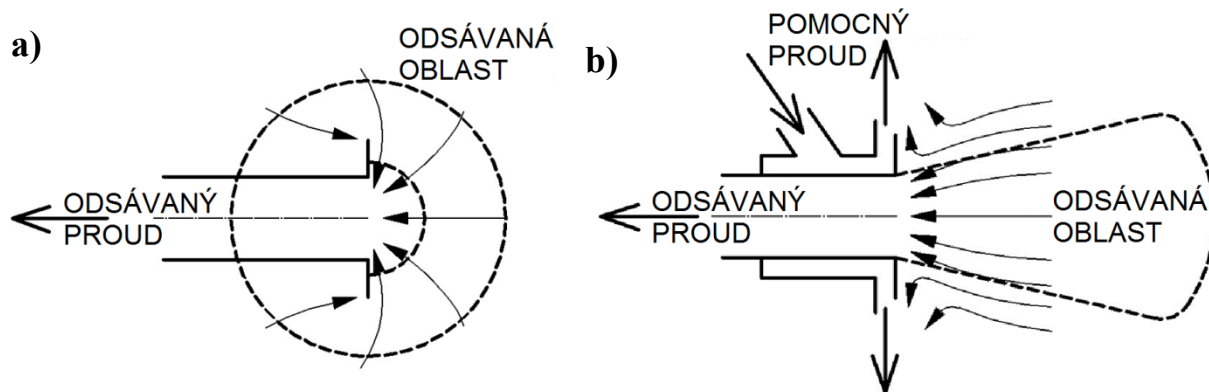 a)
ODSÁVANÁ
OBLAST
ODSÁVANÝ
PROUD
b)
POMOCNÝ
PROUD
ODSÁVANÝ
PROUD
ODSÁVANÁ
OBLAST